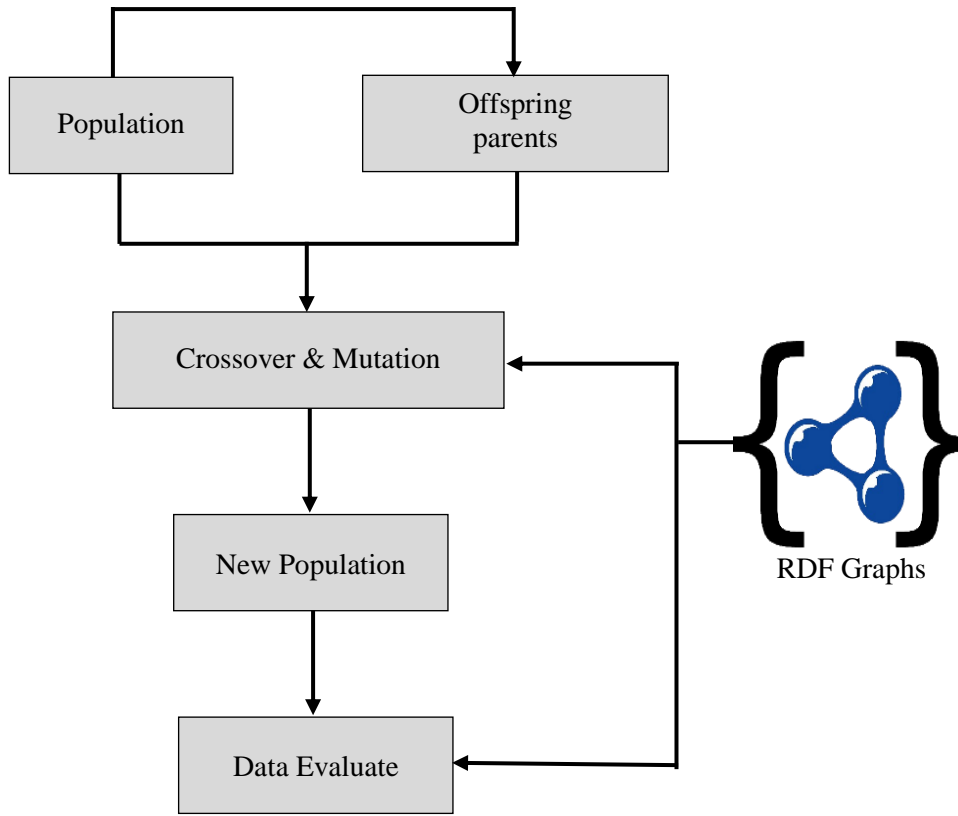 Population
Offspring
parents
Crossover & Mutation
New Population
RDF Graphs
Data Evaluate